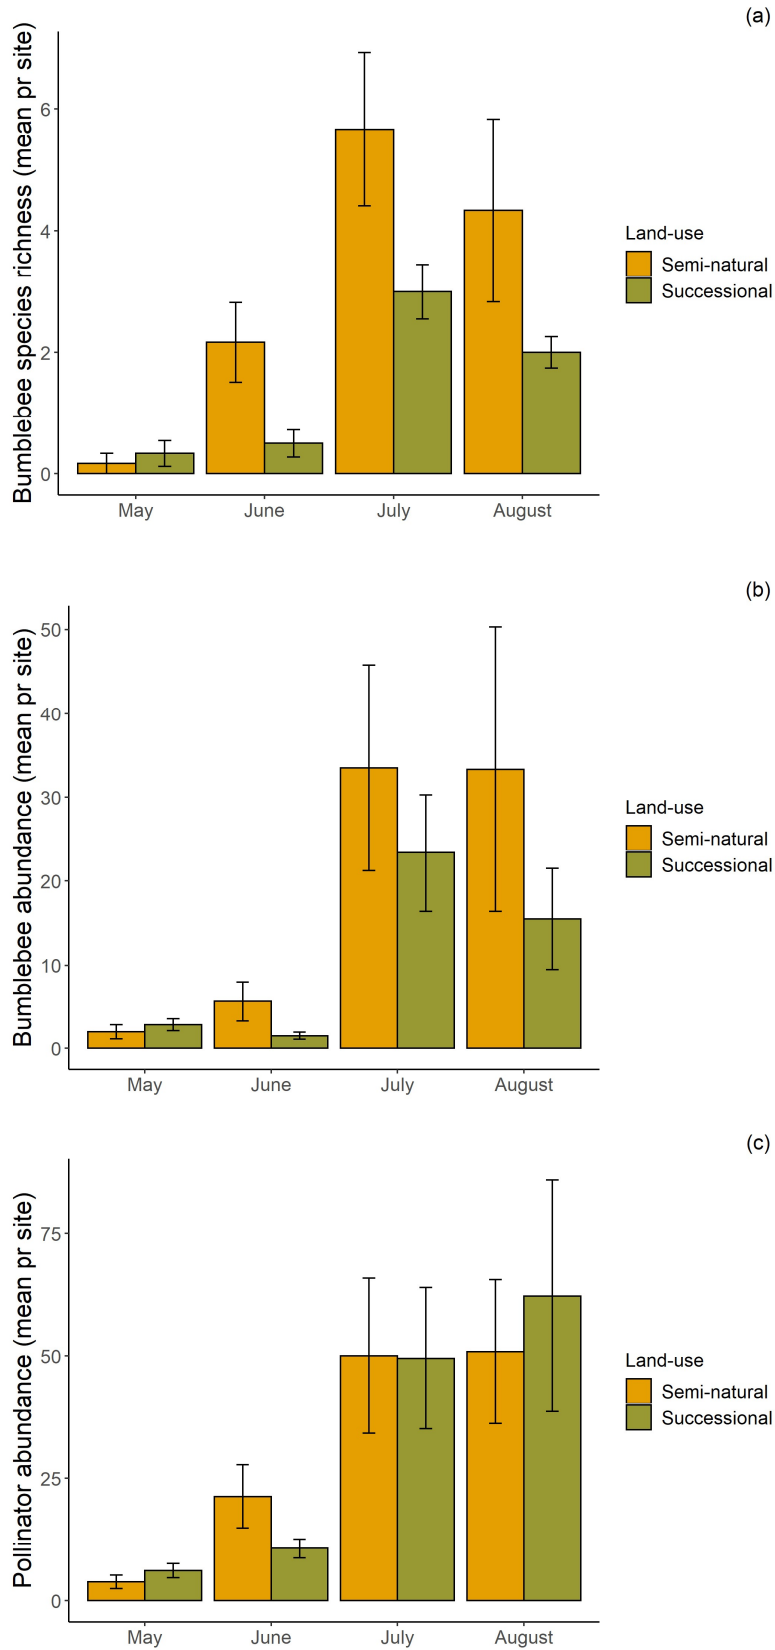 (a)
Bumblebee species richness (mean pr site)
6
4
2
0
May June July August
Land-use
Semi-natural
Successional
(b)
Bumblebee abundance (mean pr site)
50
40
30
20
10
0
May June July August
Land-use
Semi-natural
Successional
(c)
Pollinator abundance (mean pr site)
75
50
25
0
May June July August
Land-use
Semi-natural
Successional